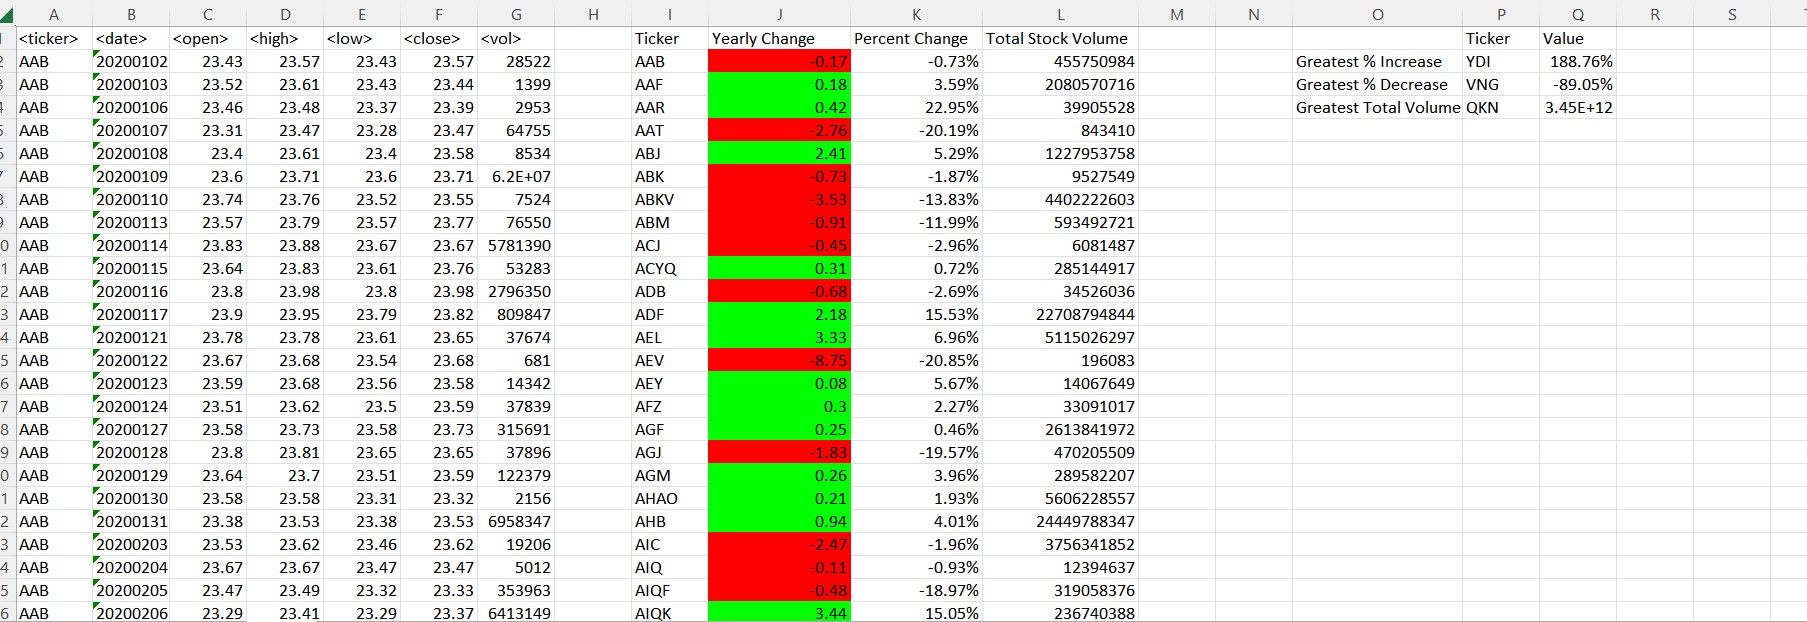 A B C D E F G H I J K L M N O P Q R S
<ticker> <date> <open> <high> <low> <close> <vol> Ticker Yearly Change Percent Change Total Stock Volume Ticker Value
2 AAB 20200102 23.43 23.57 23.43 23.57 28522 AAB -0.17 -0.73% 455750984 Greatest % Increase YDI 188.76%
3 AAB 20200103 23.52 23.61 23.43 23.44 1399 AAF 0.18 3.59% 2080570716 Greatest % Decrease VNG -89.05%
4 AAB 20200106 23.46 23.48 23.37 23.39 2953 AAR 0.42 22.95% 39905528 Greatest Total Volume QKN 3.45E+12
5 AAB 20200107 23.31 23.47 23.28 23.47 64755 AAT -2.76 -20.19% 843410
6 AAB 20200108 23.4 23.61 23.4 23.58 8534 ABJ 2.41 5.29% 1227953758
7 AAB 20200109 23.6 23.71 23.6 23.71 6.2E+07 ABK -0.73 -1.87% 9527549
8 AAB 20200110 23.74 23.76 23.52 23.55 7524 ABKV -3.53 -13.83% 4402222603
9 AAB 20200113 23.57 23.79 23.57 23.77 76550 ABM -0.91 -11.99% 593492721
0 AAB 20200114 23.83 23.88 23.67 23.67 5781390 ACJ -0.45 -2.96% 6081487
1 AAB 20200115 23.64 23.83 23.61 23.76 53283 ACYQ 0.31 0.72% 285144917
2 AAB 20200116 23.8 23.98 23.8 23.98 2796350 ADB -0.68 -2.69% 34526036
3 AAB 20200117 23.9 23.95 23.79 23.82 809847 ADF 2.18 15.53% 22708794844
4 AAB 20200121 23.78 23.78 23.61 23.65 37674 AEL 3.33 6.96% 5115026297
5 AAB 20200122 23.67 23.68 23.54 23.68 681 AEV -8.75 -20.85% 196083
6 AAB 20200123 23.59 23.68 23.56 23.58 14342 AEY 0.08 5.67% 14067649
7 AAB 20200124 23.51 23.62 23.5 23.59 37839 AFZ 0.3 2.27% 33091017
8 AAB 20200127 23.58 23.73 23.58 23.73 315691 AGF 0.25 0.46% 2613841972
9 AAB 20200128 23.8 23.81 23.65 23.65 37896 AGJ -1.83 -19.57% 470205509
0 AAB 20200129 23.64 23.7 23.51 23.59 122379 AGM 0.26 3.96% 289582207
1 AAB 20200130 23.58 23.58 23.31 23.32 2156 AHAO 0.21 1.93% 5606228557
2 AAB 20200131 23.38 23.53 23.38 23.53 6958347 AHB 0.94 4.01% 24449788347
3 AAB 20200203 23.53 23.62 23.46 23.62 19206 AIC -2.47 -1.96% 3756341852
4 AAB 20200204 23.67 23.67 23.47 23.47 5012 AIQ -0.11 -0.93% 12394637
5 AAB 20200205 23.47 23.49 23.32 23.33 353963 AIQF -0.48 -18.97% 319058376
6 AAB 20200206 23.29 23.41 23.29 23.37 6413149 AIQK 3.44 15.05% 236740388